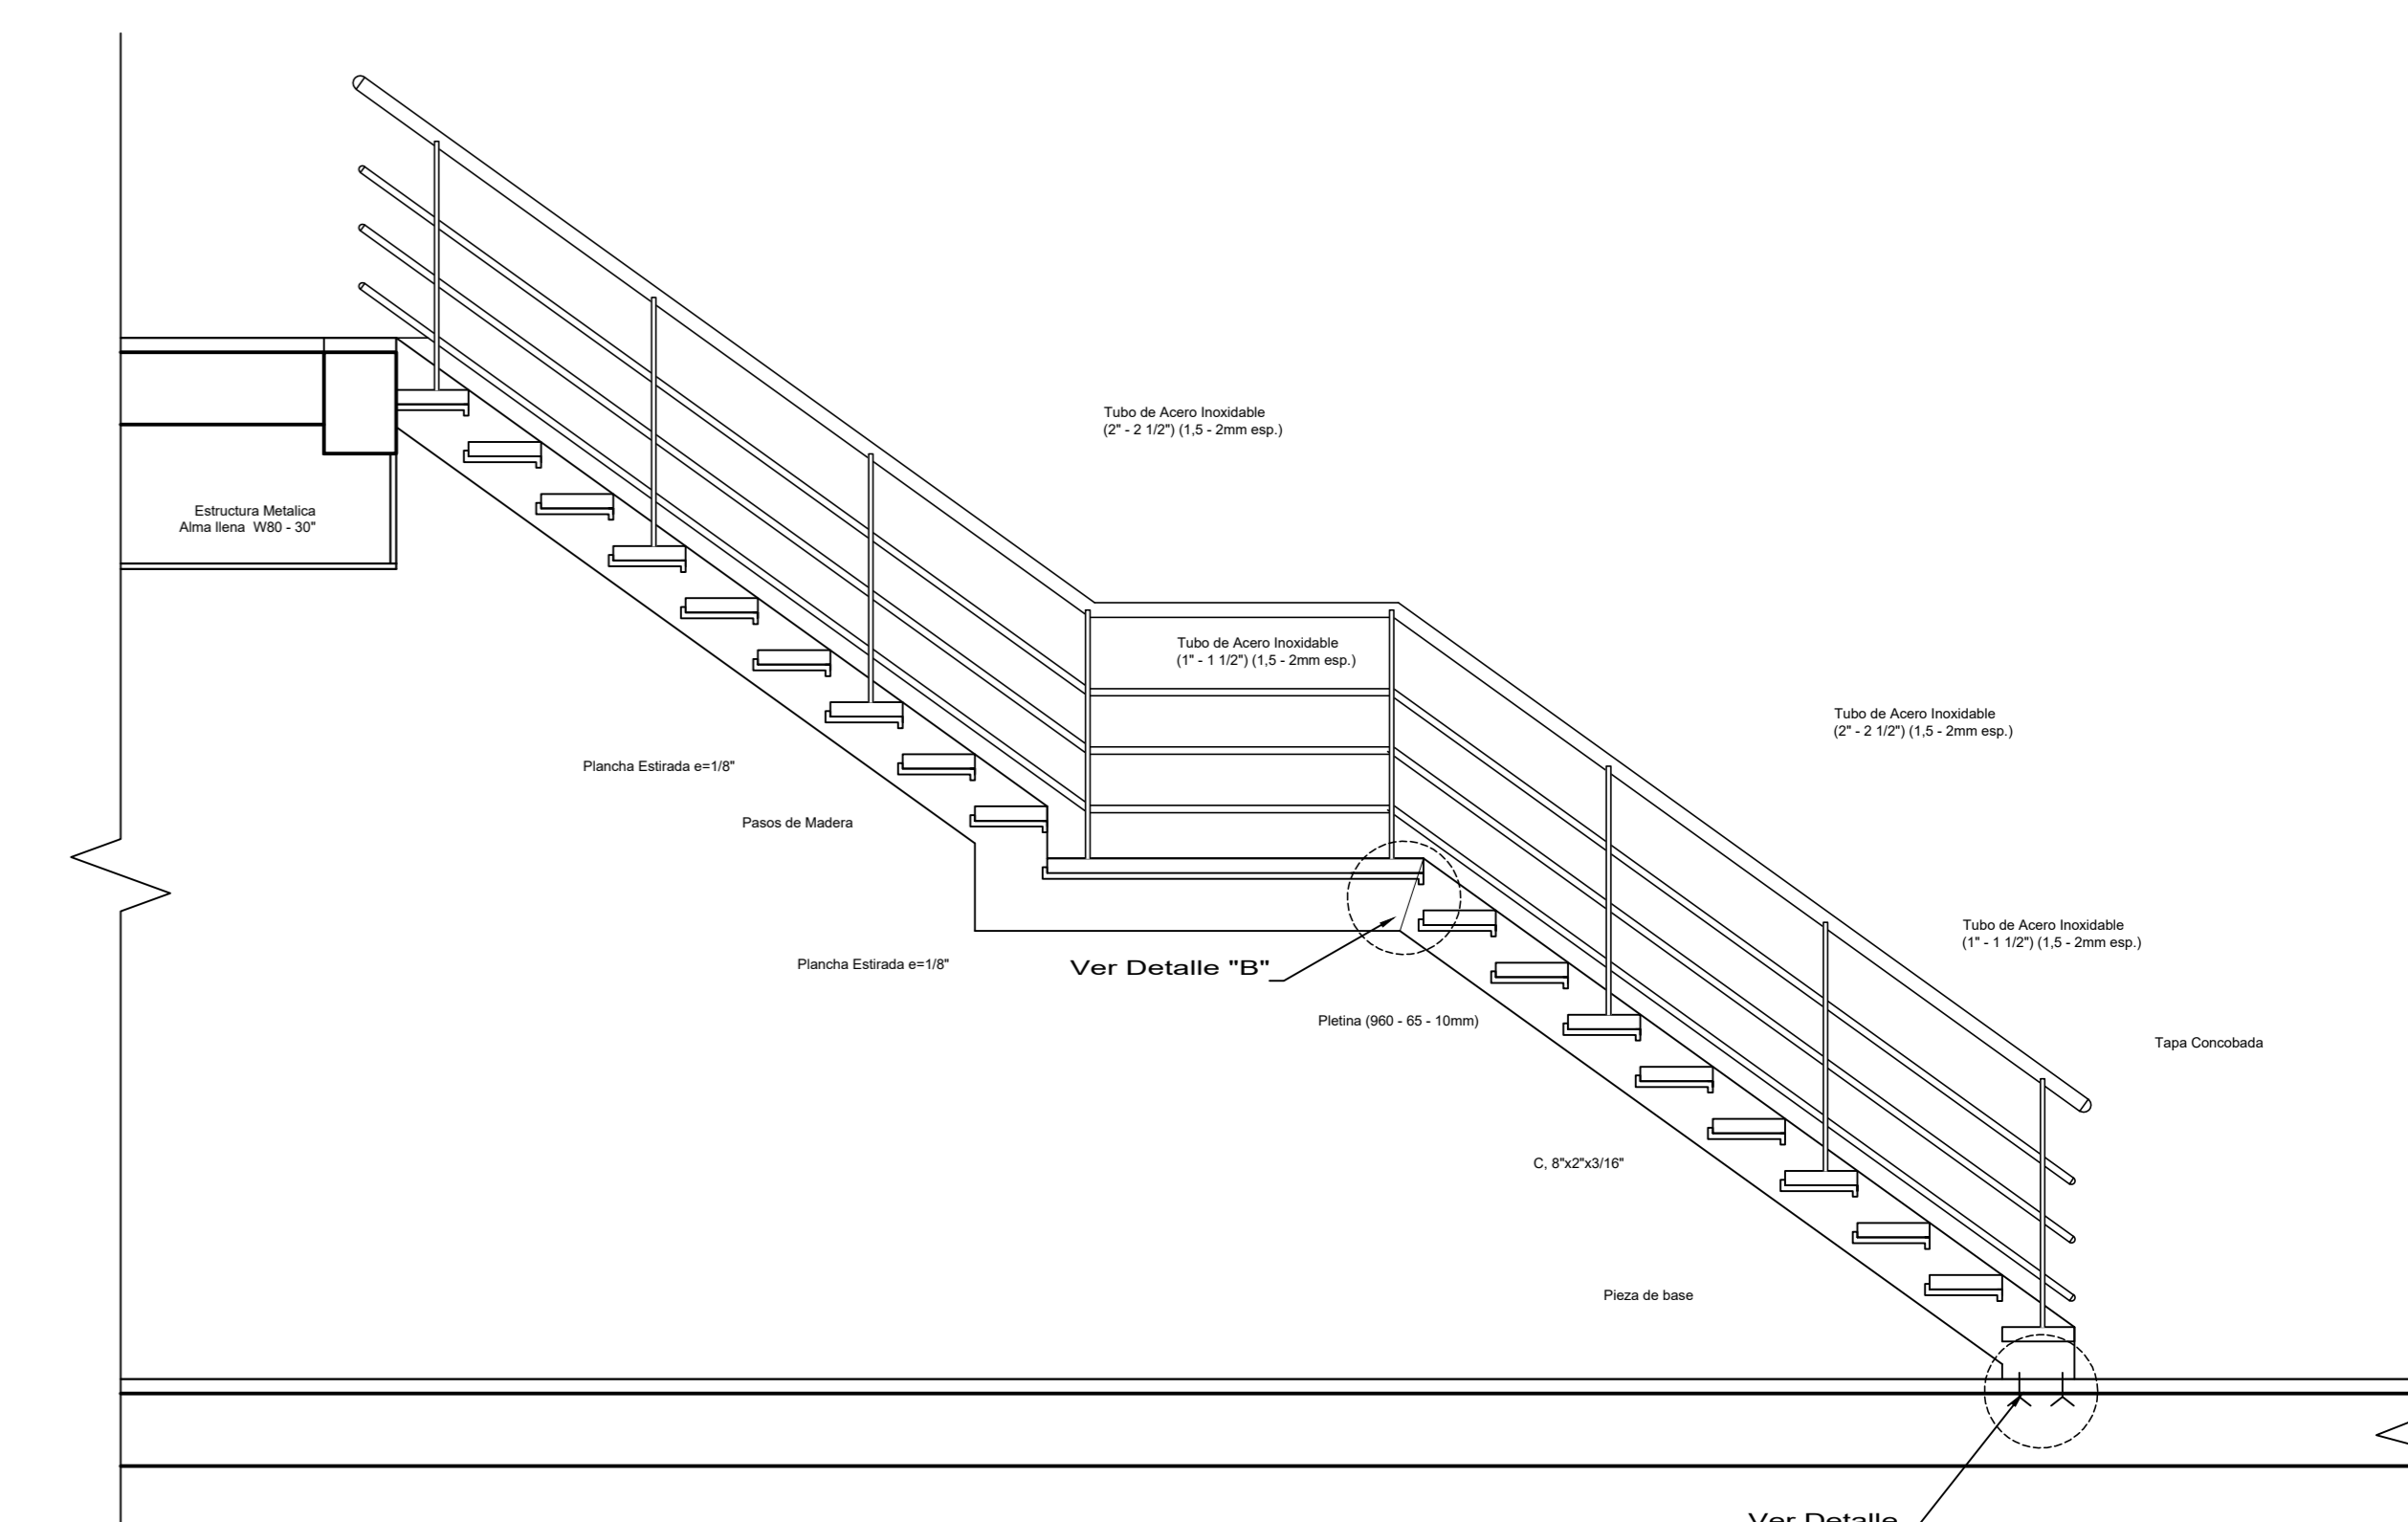 Tubo de Acero Inoxidable
(2" - 2 1/2") (1,5 - 2mm esp.)
Estructura Metalica
Alma llena W80 - 30"
Tubo de Acero Inoxidable
(1" - 1 1/2") (1,5 - 2mm esp.)
Tubo de Acero Inoxidable
(2" - 2 1/2") (1,5 - 2mm esp.)
Plancha Estirada e=1/8"
Pasos de Madera
Tubo de Acero Inoxidable
(1" - 1 1/2") (1,5 - 2mm esp.)
Plancha Estirada e=1/8"
Ver Detalle "B"
Pletina (960 - 65 - 10mm)
Tapa Concobada
C, 8"x2"x3/16"
Pieza de base
Ver Detalle